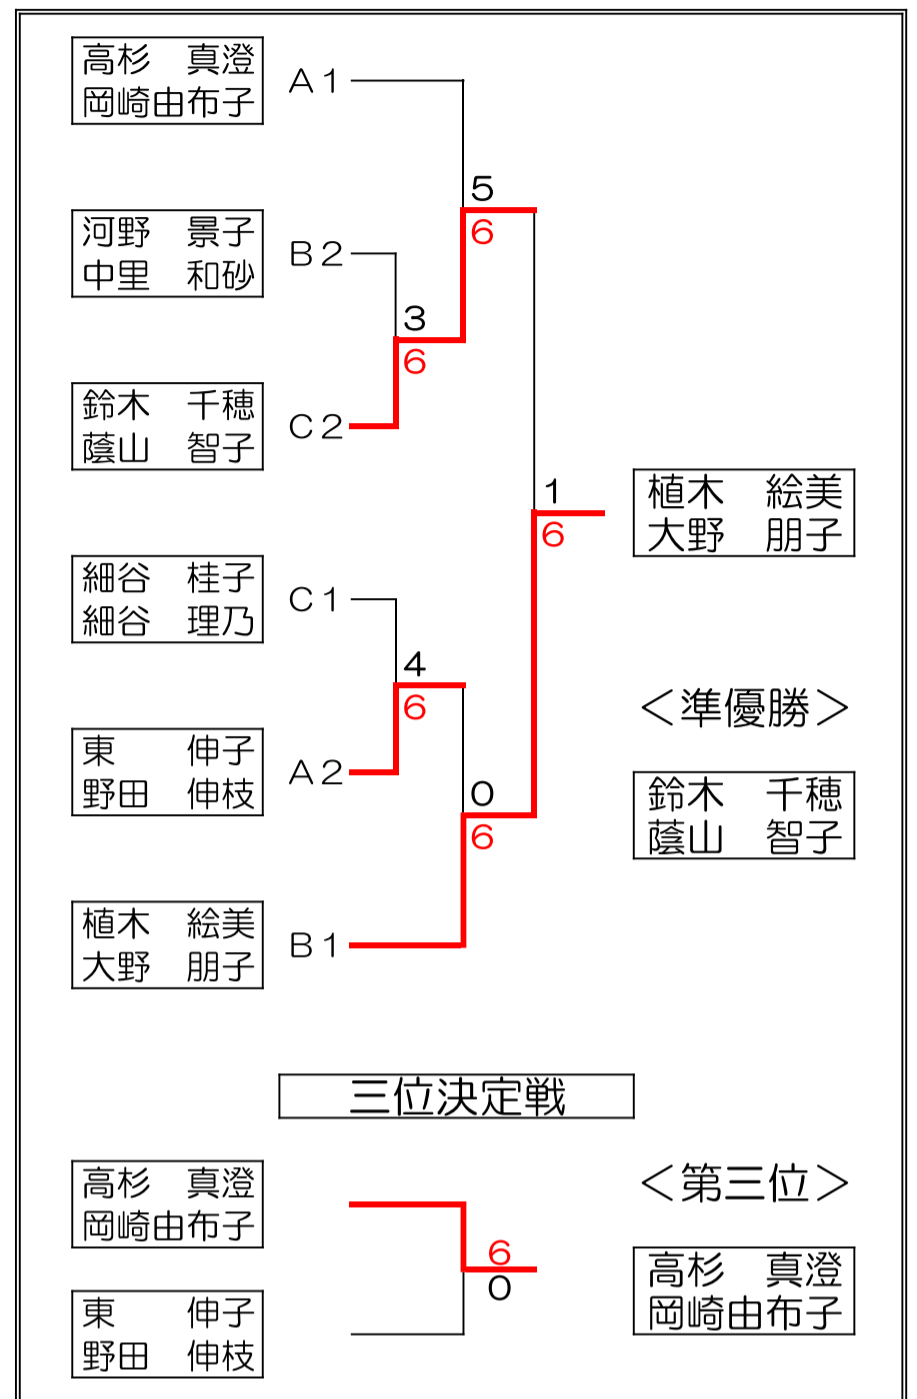 高杉　真澄
岡崎由布子
A1
5
6
河野　景子
中里　和砂
B2
3
6
鈴木　千穂
蔭山　智子
C2
1
6
植木　絵美
大野　朋子
細谷　桂子
細谷　理乃
C1
4
6
＜準優勝＞
東　　伸子
野田　伸枝
A2
0
6
鈴木　千穂
蔭山　智子
植木　絵美
大野　朋子
B1
三位決定戦
高杉　真澄
岡崎由布子
＜第三位＞
6
0
高杉　真澄
岡崎由布子
東　　伸子
野田　伸枝